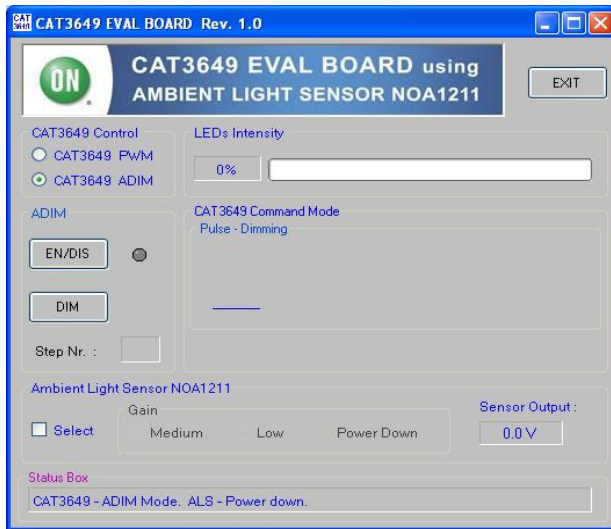 CAT3649 EVAL BOARD Rev. 1.0
ON
CAT3649 EVAL BOARD using
AMBIENT LIGHT SENSOR NOA1211
EXIT
CAT3649 Control
CAT3649 PWM
CAT3649 ADIM
LEDs Intensity
0%
ADIM
EN/DIS
DIM
Step Nr. :
CAT3649 Command Mode
Pulse - Dimming
Ambient Light Sensor NOA1211
Select
Gain
Medium Low Power Down
Sensor Output :
0.0 V
Status Box
CAT3649 - ADIM Mode. ALS - Power down.